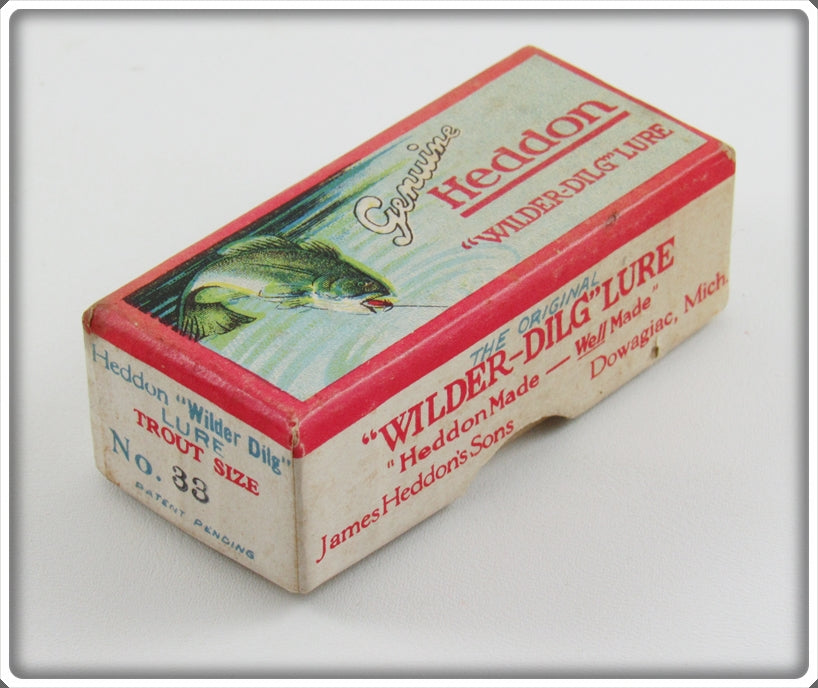 Genuine
Heddon
"WILDER-DILG" LURE
THE ORIGINAL
"WILDER-DILG" LURE
"Heddon Made — Well Made"
James Heddon's Sons Dowagiac, Mich.
Heddon "Wilder Dilg"
LURE
TROUT SIZE
No. 33
PATENT PENDING